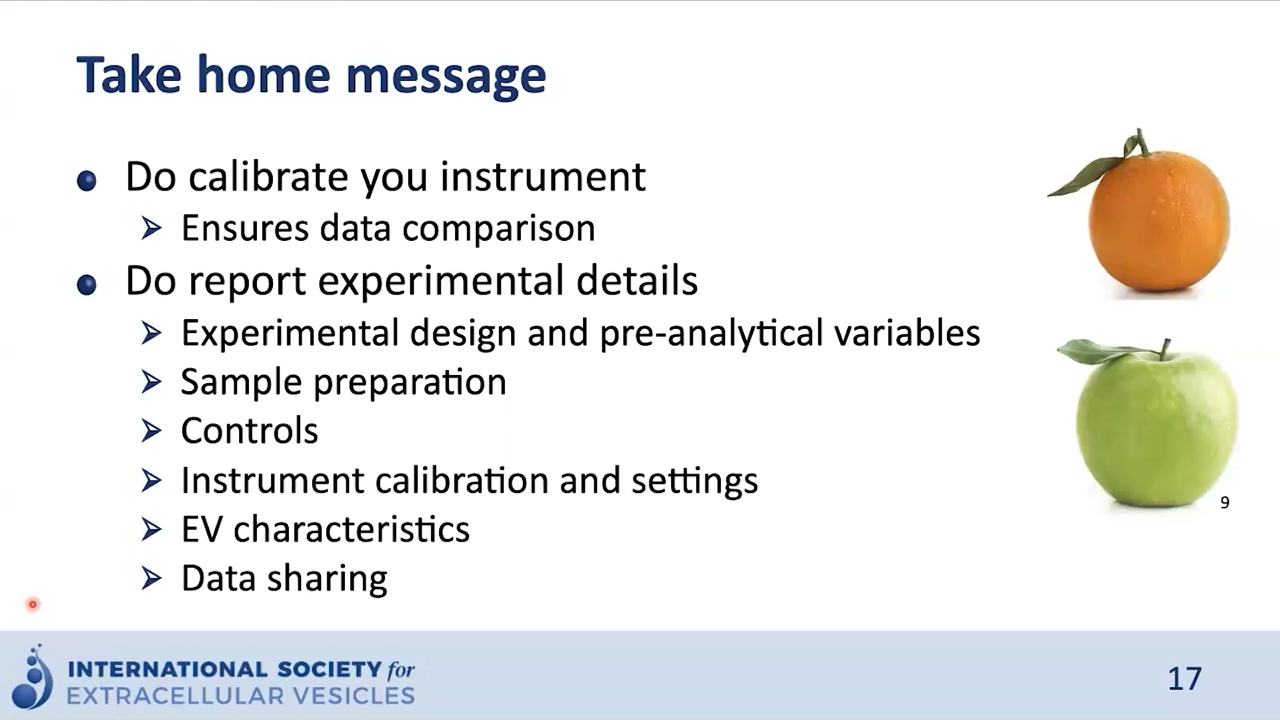 Take home message
Do calibrate you instrument
Ensures data comparison
Do report experimental details
Experimental design and pre-analytical variables
Sample preparation
Controls
Instrument calibration and settings
EV characteristics
Data sharing
9
INTERNATIONAL SOCIETY for
EXTRACELLULAR VESICLES
17